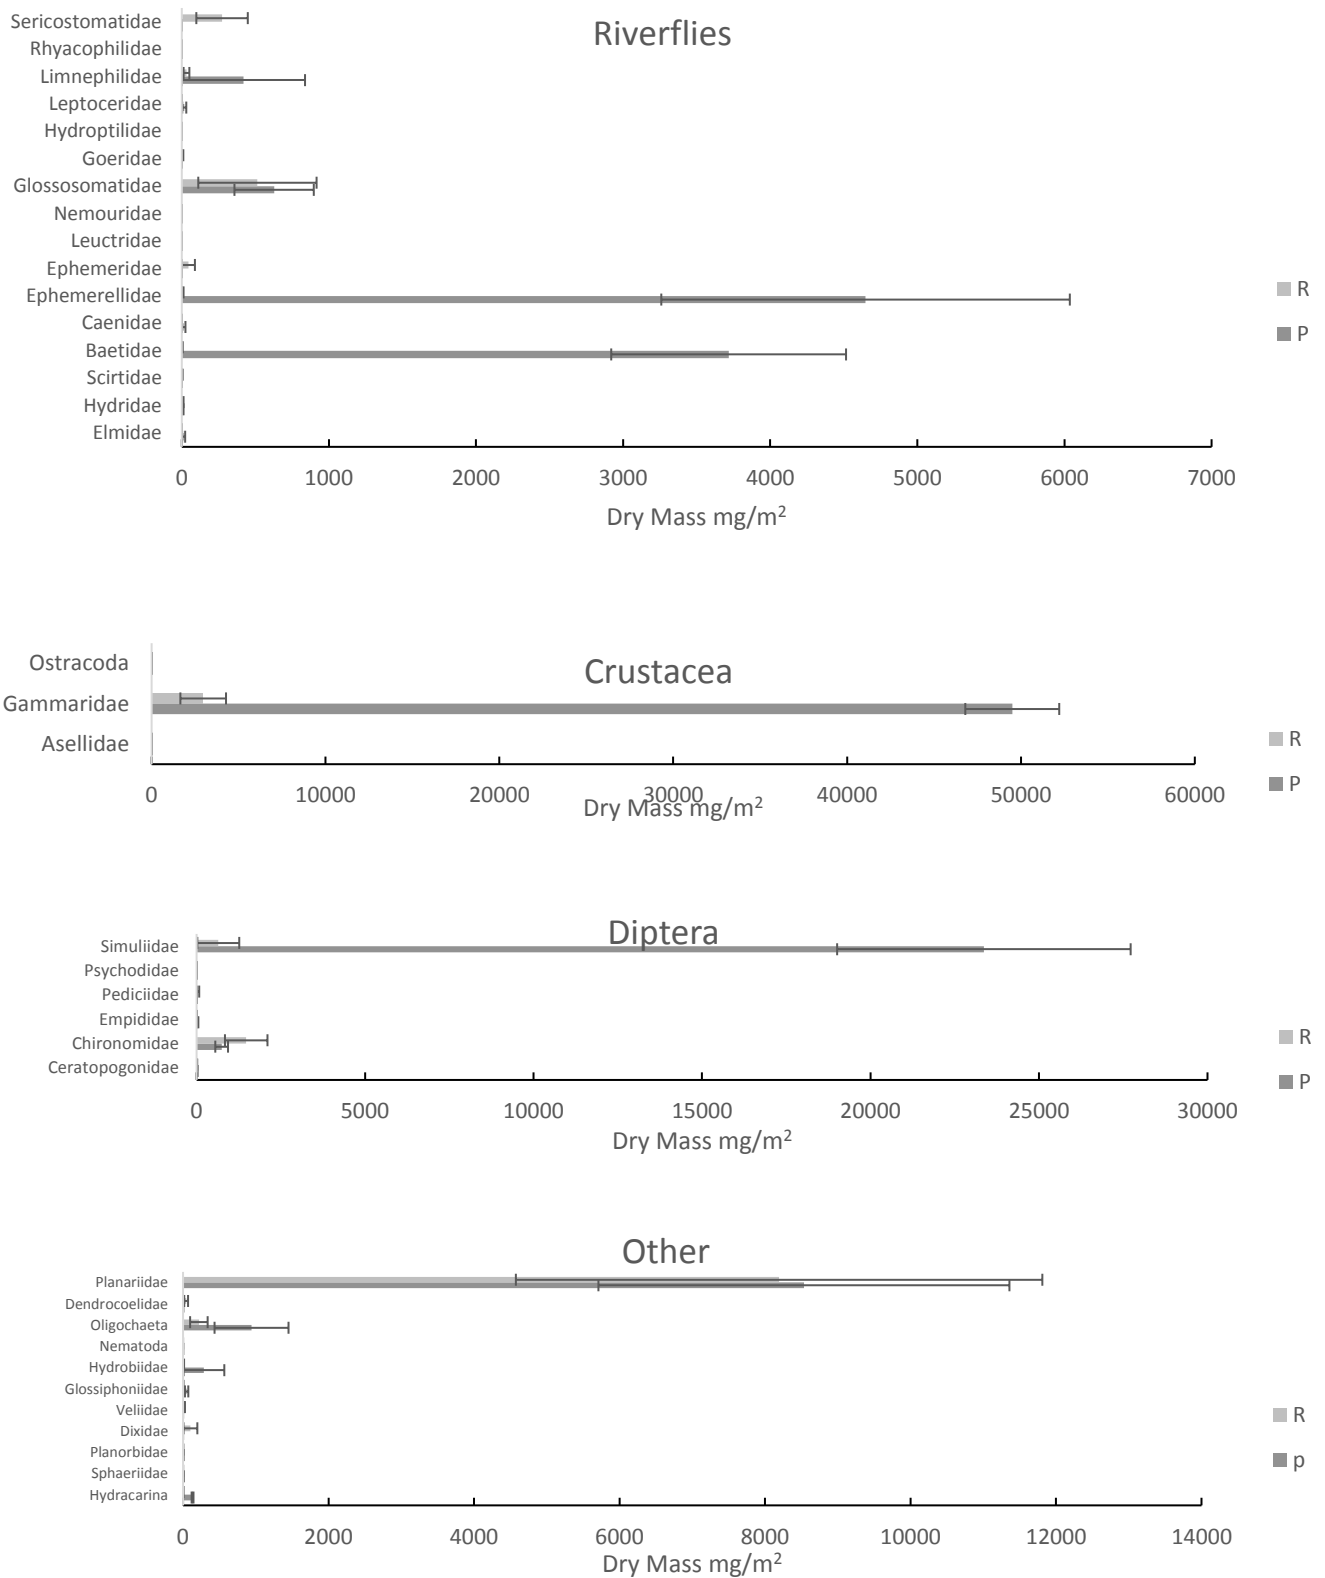 Riverflies
Sericostomatidae
Rhyacophilidae
Limnephilidae
Leptoceridae
Hydroptilidae
Goeridae
Glossosomatidae
Nemouridae
Leuctridae
Ephemeridae
Ephemerellidae
Caenidae
Baetidae
Scirtidae
Hydridae
Elmidae
R
P
0 1000 2000 3000 4000 5000 6000 7000
Dry Mass mg/m²
Crustacea
Ostracoda
Gammaridae
Asellidae
R
P
0 10000 20000 30000 40000 50000 60000
Dry Mass mg/m²
Diptera
Simuliidae
Psychodidae
Pediciidae
Empididae
Chironomidae
Ceratopogonidae
R
P
0 5000 10000 15000 20000 25000 30000
Dry Mass mg/m²
Other
Planariidae
Dendrocoelidae
Oligochaeta
Nematoda
Hydrobiidae
Glossiphoniidae
Veliidae
Dixidae
Planorbidae
Sphaeriidae
Hydracarina
R
p
0 2000 4000 6000 8000 10000 12000 14000
Dry Mass mg/m²